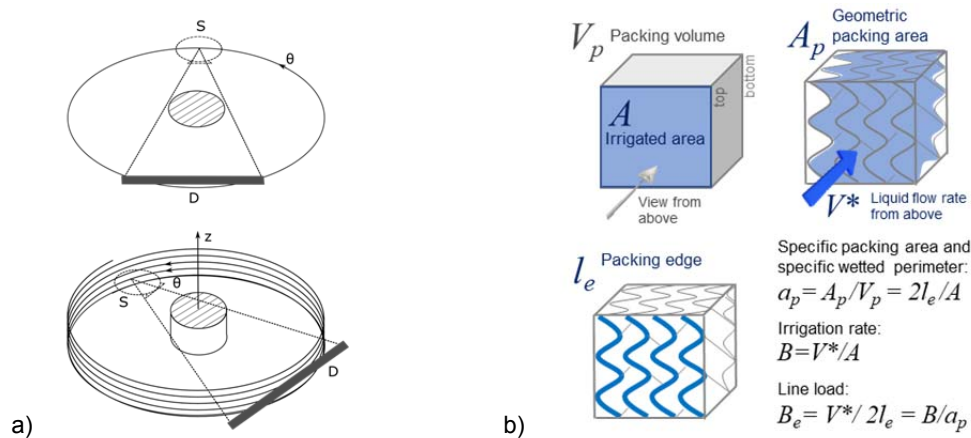 S
θ
D
z
S
θ
D
a)
V_p Packing volume
A
Irrigated area
top
bottom
View from
above
A_p Geometric
packing area
V* Liquid flow rate
from above
l_e Packing edge
Specific packing area and
specific wetted perimeter:
a_p = A_p/V_p = 2l_e/A
Irrigation rate:
B=V*/A
Line load:
B_e = V*/ 2l_e = B/a_p
b)